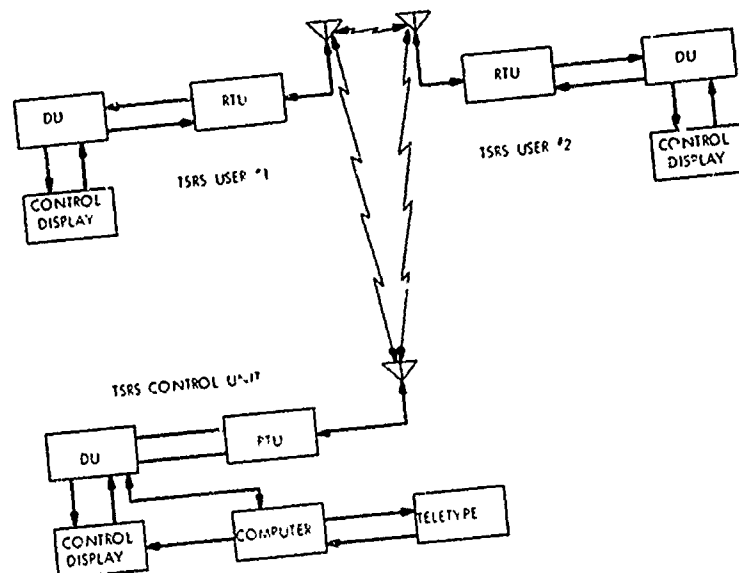 DU
RTU
CONTROL
DISPLAY
TSRS USER #1
RTU
DU
CONTROL
DISPLAY
TSRS USER #2
TSRS CONTROL UNIT
DU
RTU
CONTROL
DISPLAY
COMPUTER
TELETYPE